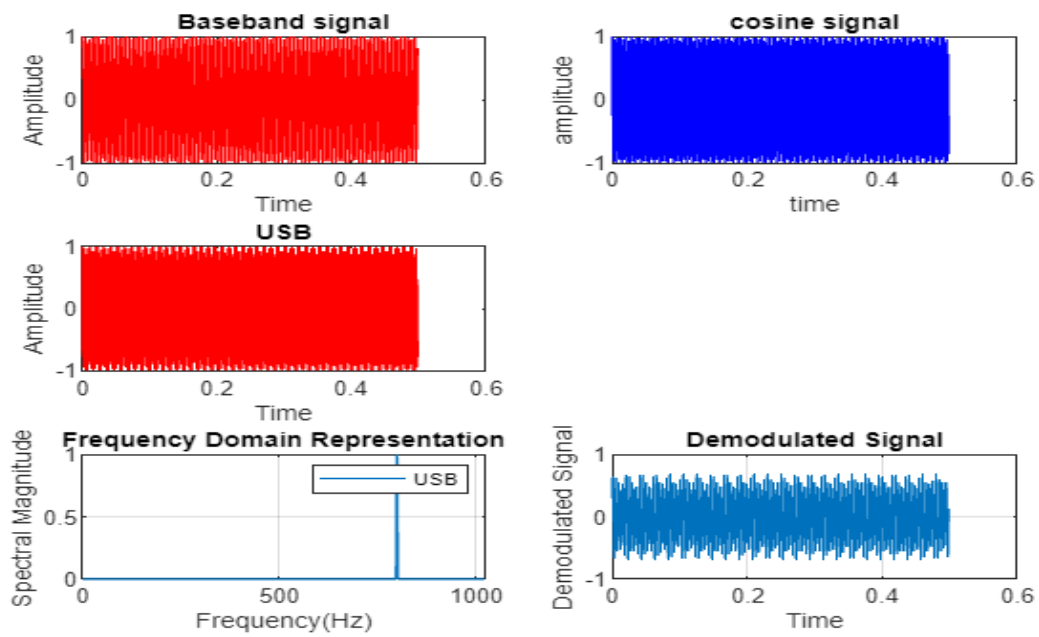 Baseband signal
Amplitude
1
0
-1
0
0.2
0.4
0.6
Time
cosine signal
amplitude
1
0
-1
0
0.2
0.4
0.6
time
USB
Amplitude
1
0
-1
0
0.2
0.4
0.6
Time
Frequency Domain Representation
Spectral Magnitude
1
0.5
0
USB
0
500
1000
Frequency(Hz)
Demodulated Signal
Demodulated Signal
1
0
-1
0
0.2
0.4
0.6
Time